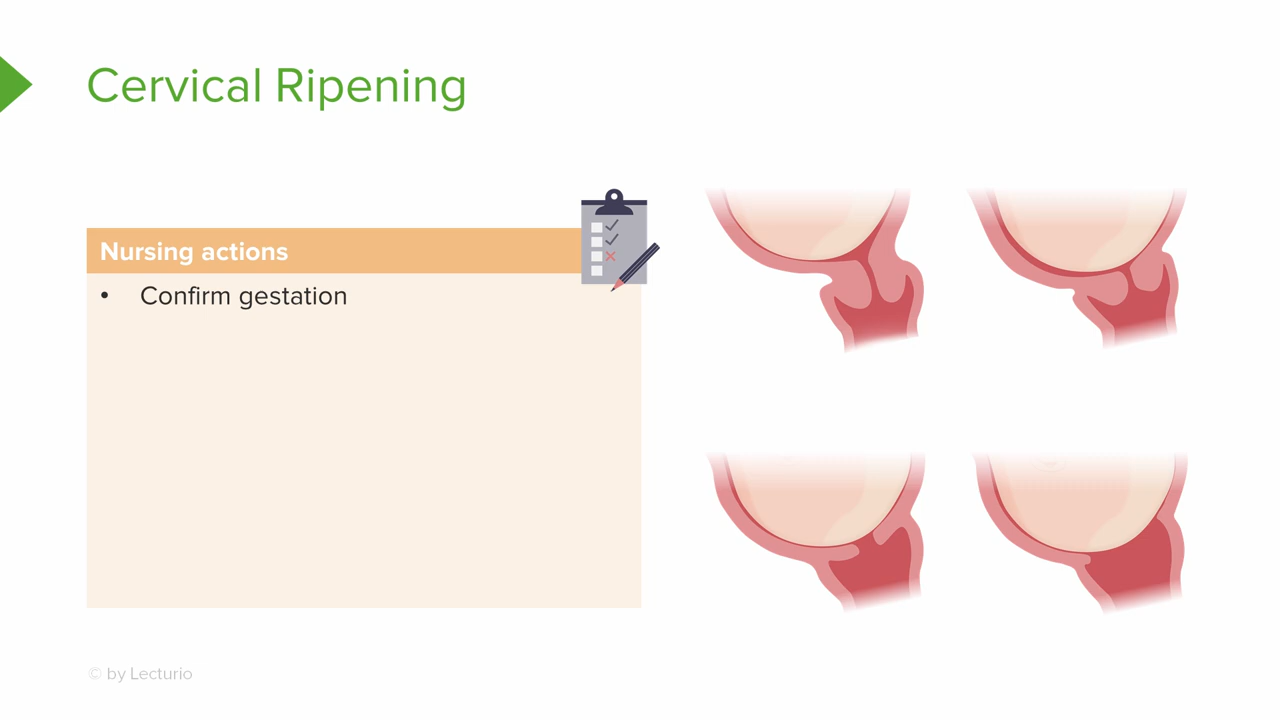 Cervical Ripening
Nursing actions
• Confirm gestation
© by Lecturio